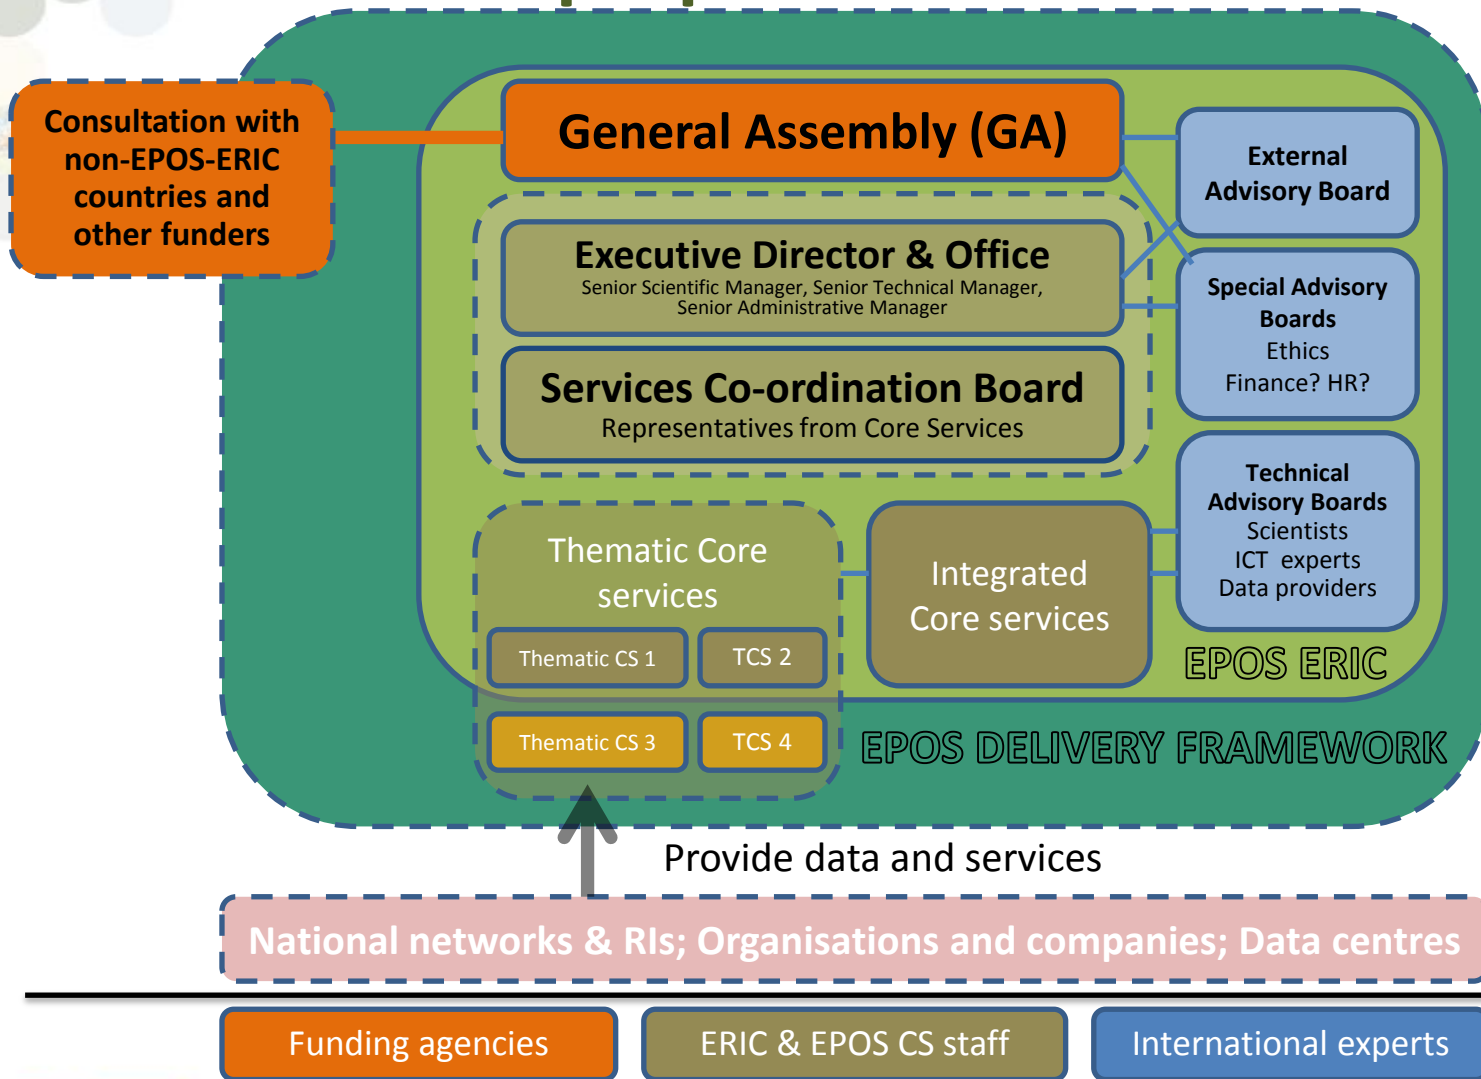 Consultation with
non-EPOS-ERIC
countries and
other funders
General Assembly (GA)
External
Advisory Board
Executive Director & Office
Senior Scientific Manager, Senior Technical Manager,
Senior Administrative Manager
Special Advisory
Boards
Ethics
Finance? HR?
Services Co-ordination Board
Representatives from Core Services
Technical
Advisory Boards
Scientists
ICT experts
Data providers
Thematic Core
services
Integrated
Core services
Thematic CS 1
TCS 2
EPOS ERIC
Thematic CS 3
TCS 4
EPOS DELIVERY FRAMEWORK
Provide data and services
National networks & RIs; Organisations and companies; Data centres
Funding agencies
ERIC & EPOS CS staff
International experts